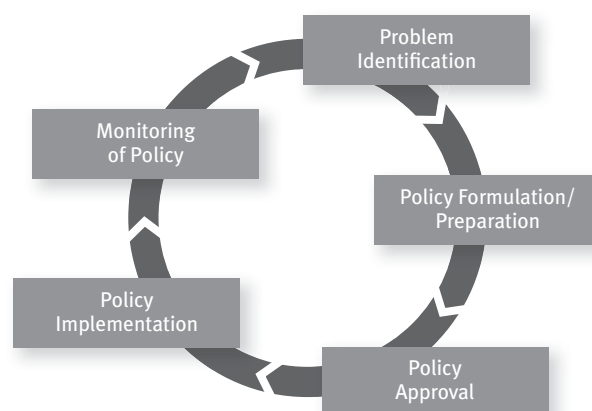 Problem
Identification
Policy Formulation/
Preparation
Policy
Approval
Policy
Implementation
Monitoring
of Policy